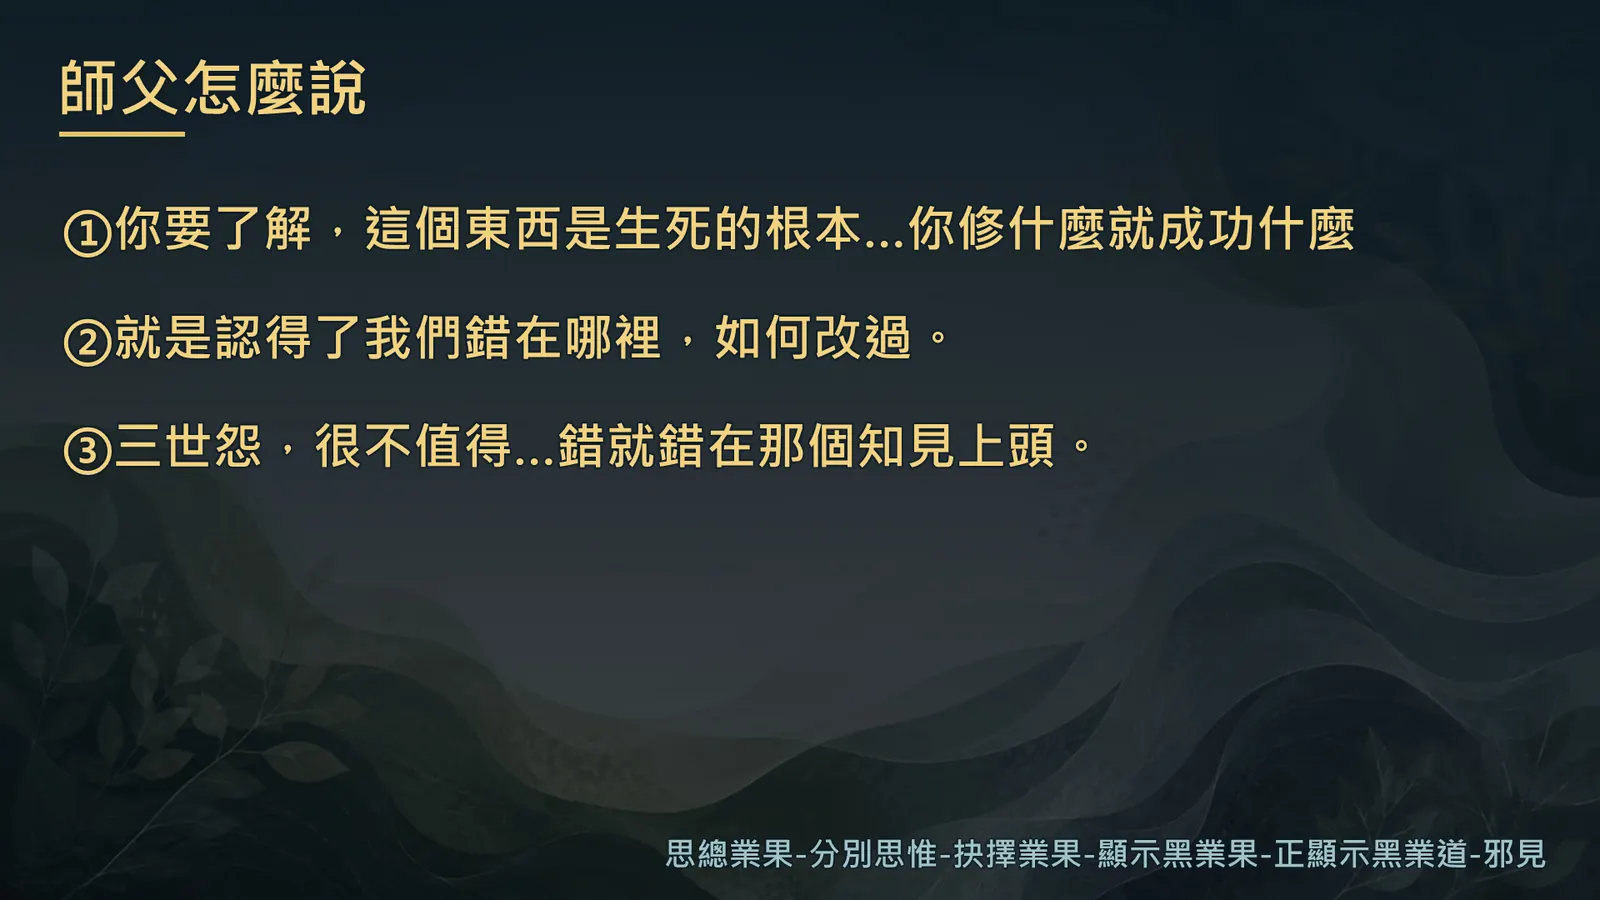 師父怎麼說
①你要了解，這個東西是生死的根本...你修什麼就成功什麼
②就是認得了我們錯在哪裡，如何改過。
③三世怨，很不值得...錯就錯在那個知見上頭。
思總業果-分別思惟-抉擇業果-顯示黑業果-正顯示黑業道-邪見